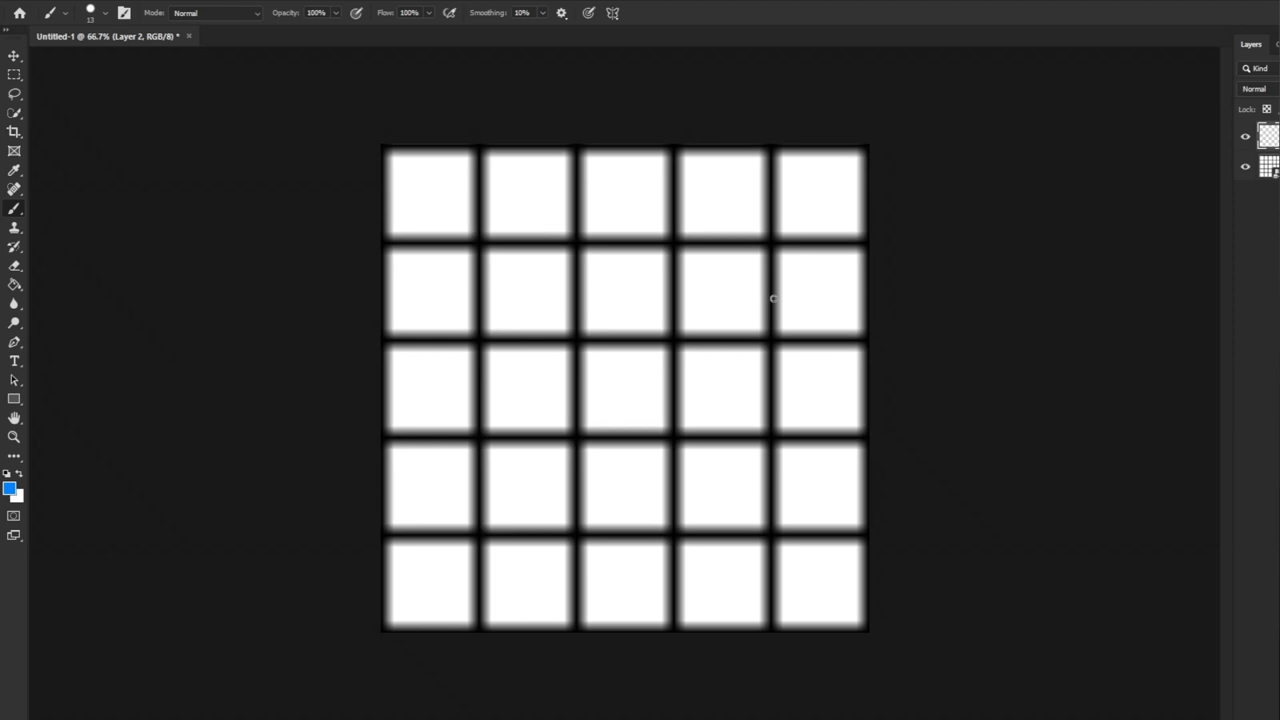 13 Mode: Normal Opacity: 100% Flow: 100% Smoothing: 10%
Untitled-1 @ 66.7% (Layer 2, RGB/8) * ×
Layers
Kind
Normal
Lock:
T